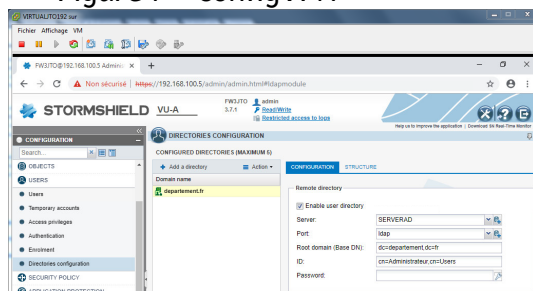 VIRTUALITO192 sur
Fichier Affichage VM
FW3JTO@192.168.100.5 Admini
Non sécurisé
https://192.168.100.5/admin/admin.html#ldapmodule
STORMSHIELD
VU-A
FW3JTO
3.7.1
admin
Read/Write
Restricted access to logs
Help us to improve the application
Download SN Real-Time Monitor
CONFIGURATION
Search...
OBJECTS
USERS
Users
Temporary accounts
Access privileges
Authentication
Enrolment
Directories configuration
SECURITY POLICY
DIRECTORIES CONFIGURATION
CONFIGURED DIRECTORIES (MAXIMUM 5)
Add a directory
Action
Domain name
departement.fr
CONFIGURATION
STRUCTURE
Remote directory
Enable user directory
Server: SERVERAD
Port: ldap
Root domain (Base DN): dc=departement,dc=fr
ID: cn=Administrateur,cn=Users
Password: